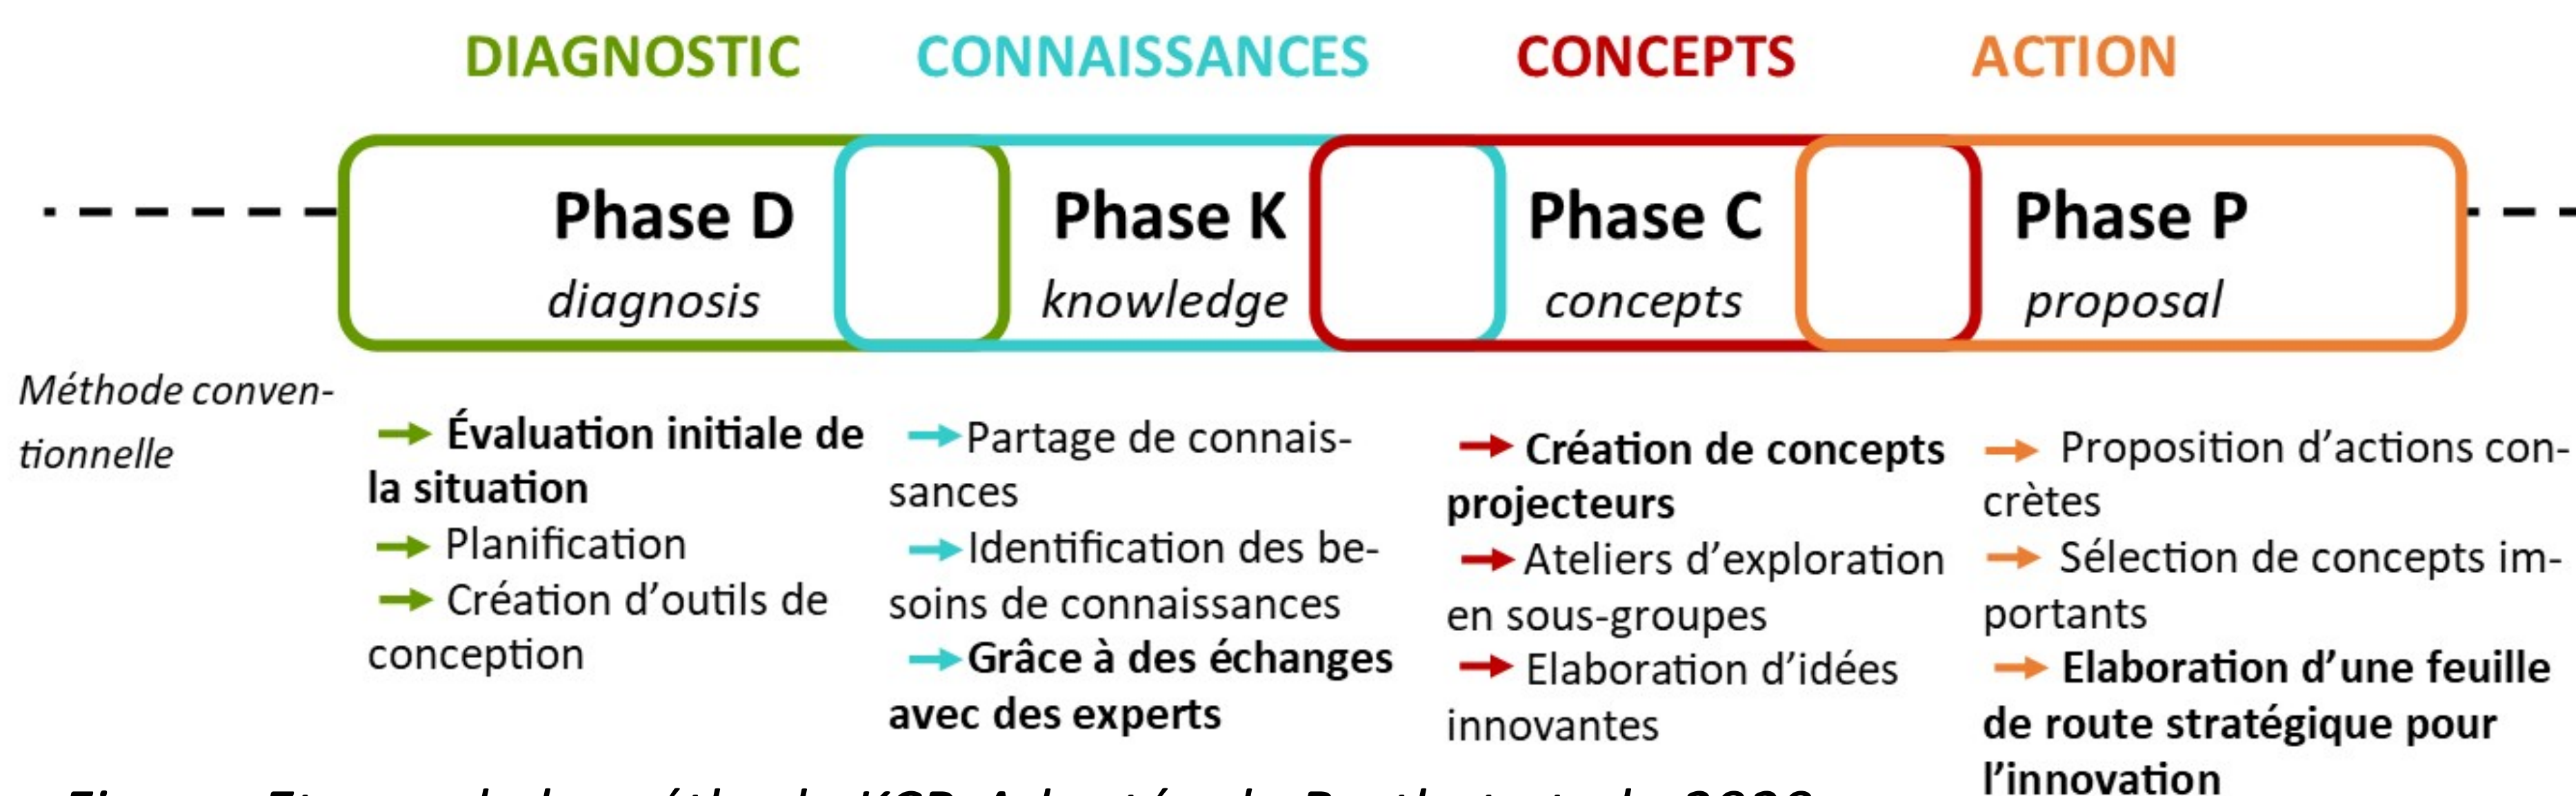 DIAGNOSTIC CONNAISSANCES CONCEPTS ACTION
Phase D
diagnosis
Phase K
knowledge
Phase C
concepts
Phase P
proposal
Méthode conven-
tionnelle
Évaluation initiale de
la situation
Planification
Création d’outils de
conception
Partage de connais-
sances
Identification des be-
soins de connaissances
Grâce à des échanges
avec des experts
Création de concepts
projecteurs
Ateliers d’exploration
en sous-groupes
Elaboration d’idées
innovantes
Proposition d’actions con-
crètes
Sélection de concepts im-
portants
Elaboration d’une feuille
de route stratégique pour
l’innovation